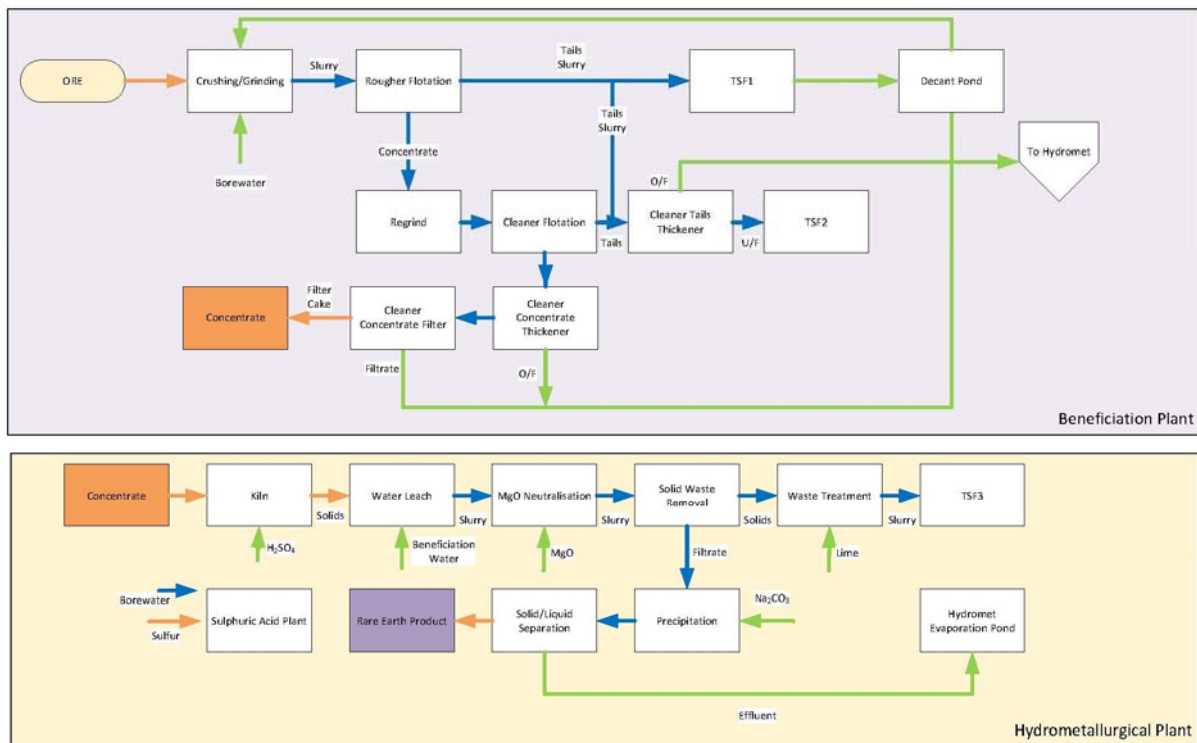 ORE
Crushing/Grinding
Slurry
Rougher Flotation
Tails
Slurry
TSF1
Decant Pond
Borewater
Concentrate
Tails
Slurry
To Hydromet
O/F
Regrind
Cleaner Flotation
Tails
Cleaner Tails
Thickener
U/F
TSF2
Concentrate
Filter
Cake
Cleaner
Concentrate Filter
Cleaner
Concentrate
Thickener
Filtrate
O/F
Beneficiation Plant
Concentrate
Kiln
Solids
Water Leach
Slurry
MgO Neutralisation
Slurry
Solid Waste
Removal
Solids
Waste Treatment
Slurry
TSF3
H₂SO₄
Beneficiation
Water
MgO
Filtrate
Lime
Borewater
Sulfur
Sulphuric Acid Plant
Rare Earth Product
Solid/Liquid
Separation
Precipitation
Na₂CO₃
Hydromet
Evaporation Pond
Effluent
Hydrometallurgical Plant